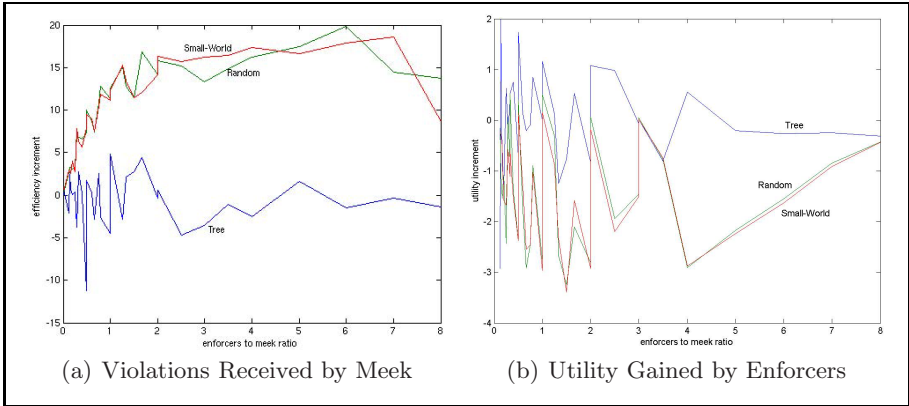 20
15
10
5
0
-5
-10
-15
efficiency increment
Small-World
Random
Tree
0 1 2 3 4 5 6 7 8
enforcers to meek ratio
(a) Violations Received by Meek
2
1
0
-1
-2
-3
-4
utility increment
Tree
Random
Small-World
0 1 2 3 4 5 6 7 8
enforcers to meek ratio
(b) Utility Gained by Enforcers